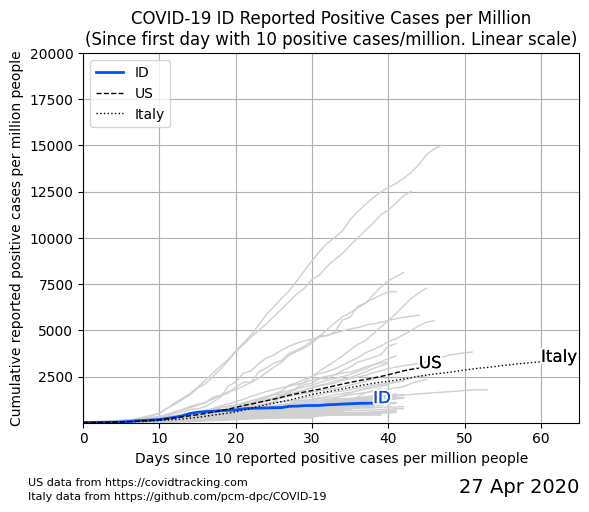 COVID-19 ID Reported Positive Cases per Million
(Since first day with 10 positive cases/million. Linear scale)
Cumulative reported positive cases per million people
20000
17500
15000
12500
10000
7500
5000
2500
ID
US
Italy
US
Italy
ID
0
10
20
30
40
50
60
Days since 10 reported positive cases per million people
US data from https://covidtracking.com
Italy data from https://github.com/pcm-dpc/COVID-19
27 Apr 2020